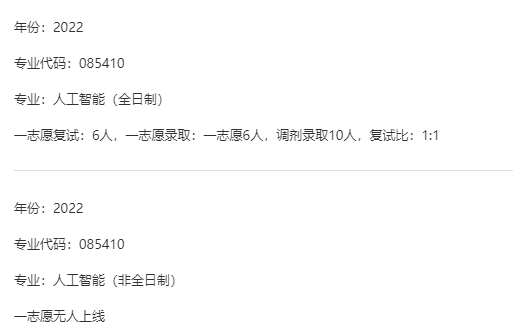 年份：2022
专业代码：085410
专业：人工智能（全日制）
一志愿复试：6人，一志愿录取：一志愿6人，调剂录取10人，复试比：1:1
年份：2022
专业代码：085410
专业：人工智能（非全日制）
一志愿无人上线